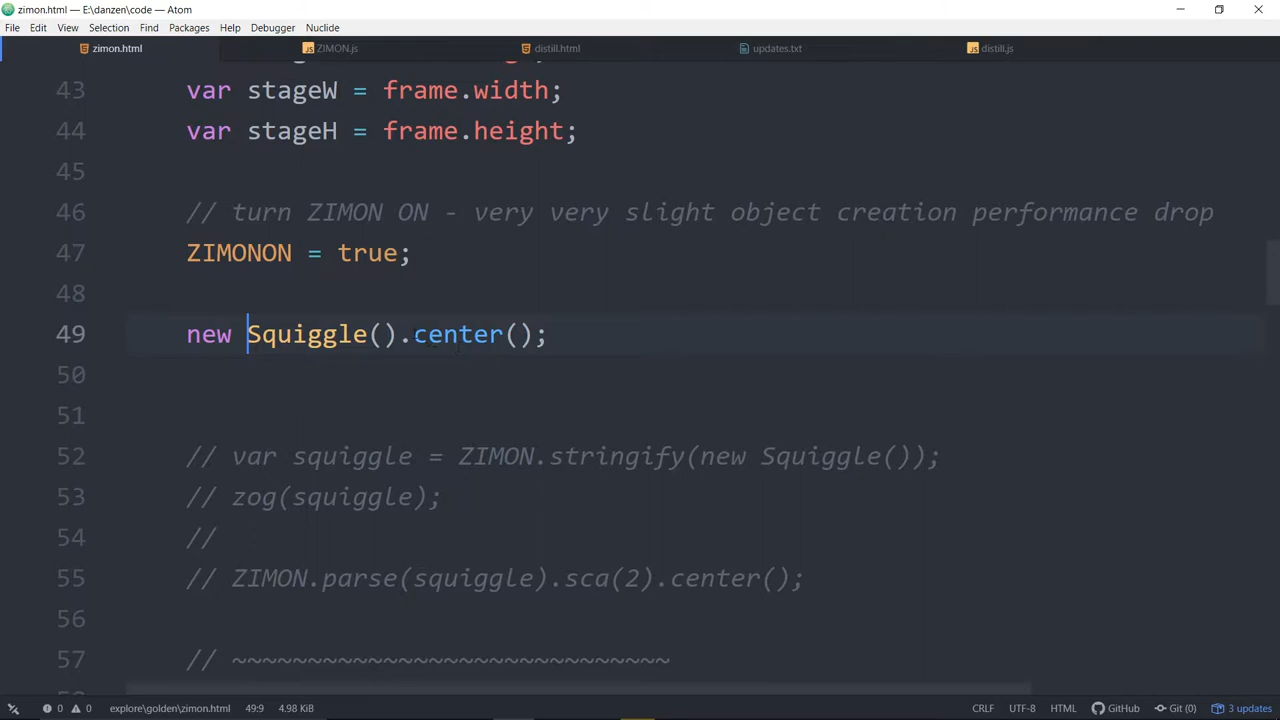 zimon.html — E:\danzen\code — Atom
File Edit View Selection Find Packages Help Debugger Nuclide
zimon.html ZIMON.js distill.html updates.txt distill.js
43 var stageW = frame.width;
44 var stageH = frame.height;
45
46 // turn ZIMON ON - very very slight object creation performance drop
47 ZIMONON = true;
48
49 new Squiggle().center();
50
51
52 // var squiggle = ZIMON.stringify(new Squiggle());
53 // zog(squiggle);
54 //
55 // ZIMON.parse(squiggle).sca(2).center();
56
57 // ~~~~~~~~~~~~~~~~~~~~~~~~~~~~~
0 0 explore\golden\zimon.html 49:9 4.98 KiB CRLF UTF-8 HTML GitHub Git (0) 3 updates